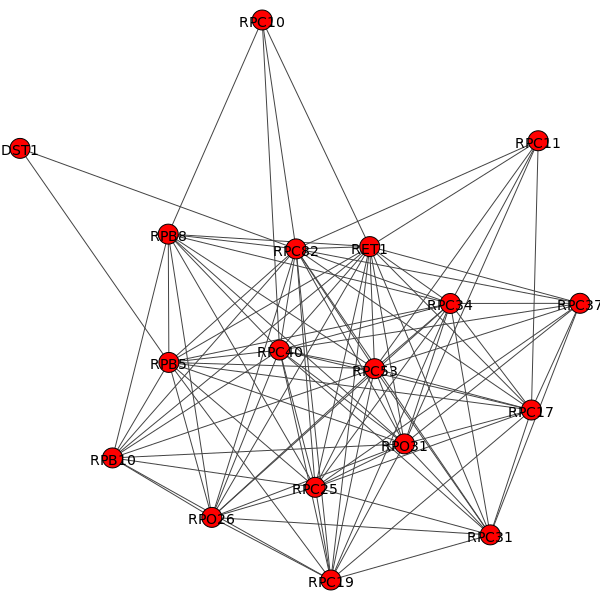 RPC10
RPC11
DST1
RPB8
RPC82
RET1
RPC34
RPC37
RPC40
RPB5
RPC53
RPC17
RPO31
RPB10
RPC25
RPO26
RPC31
RPC19